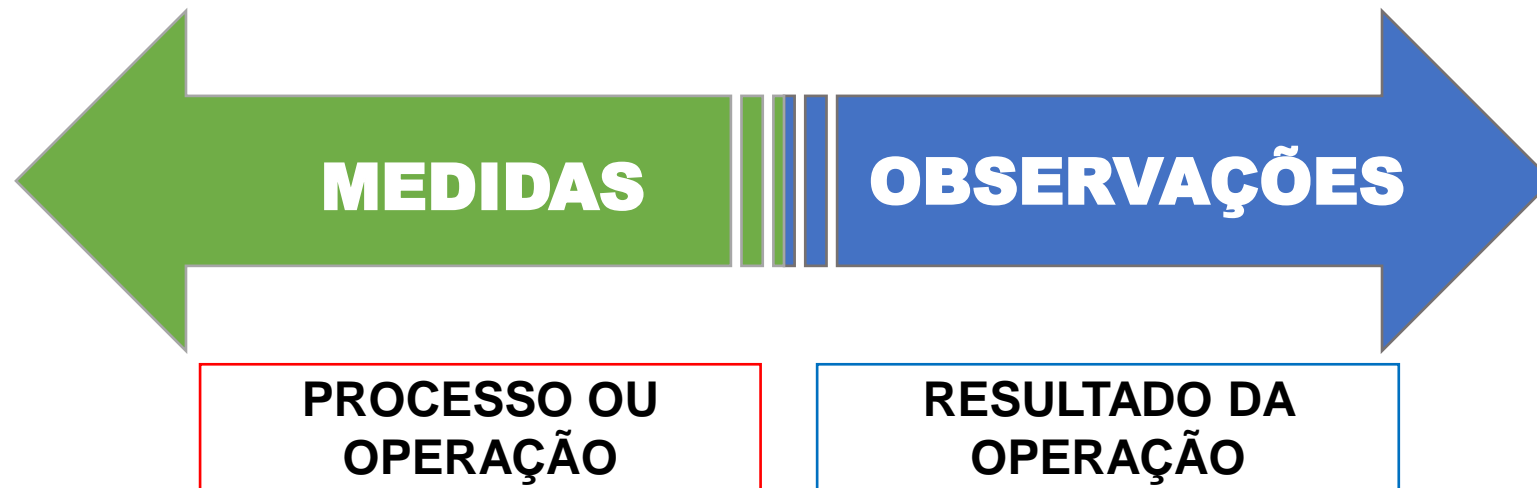 MEDIDAS
OBSERVAÇÕES
PROCESSO OU
OPERAÇÃO
RESULTADO DA
OPERAÇÃO